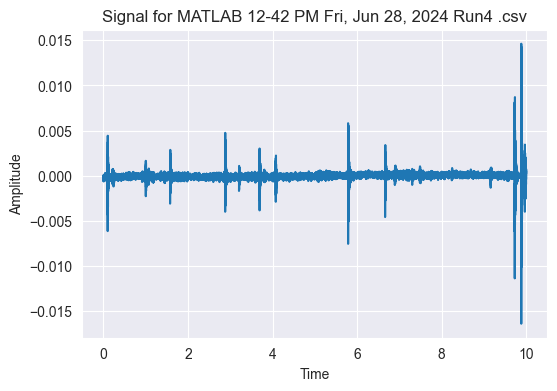 Signal for MATLAB 12-42 PM Fri, Jun 28, 2024 Run4 .csv
0.015
0.010
0.005
0.000
−0.005
−0.010
−0.015
Amplitude
0 2 4 6 8 10
Time